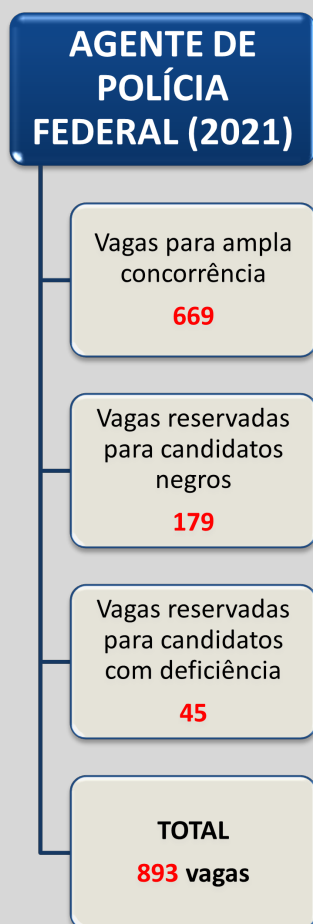 AGENTE DE
POLÍCIA
FEDERAL (2021)
Vagas para ampla
concorrência
669
Vagas reservadas
para candidatos
negros
179
Vagas reservadas
para candidatos
com deficiência
45
TOTAL
893 vagas